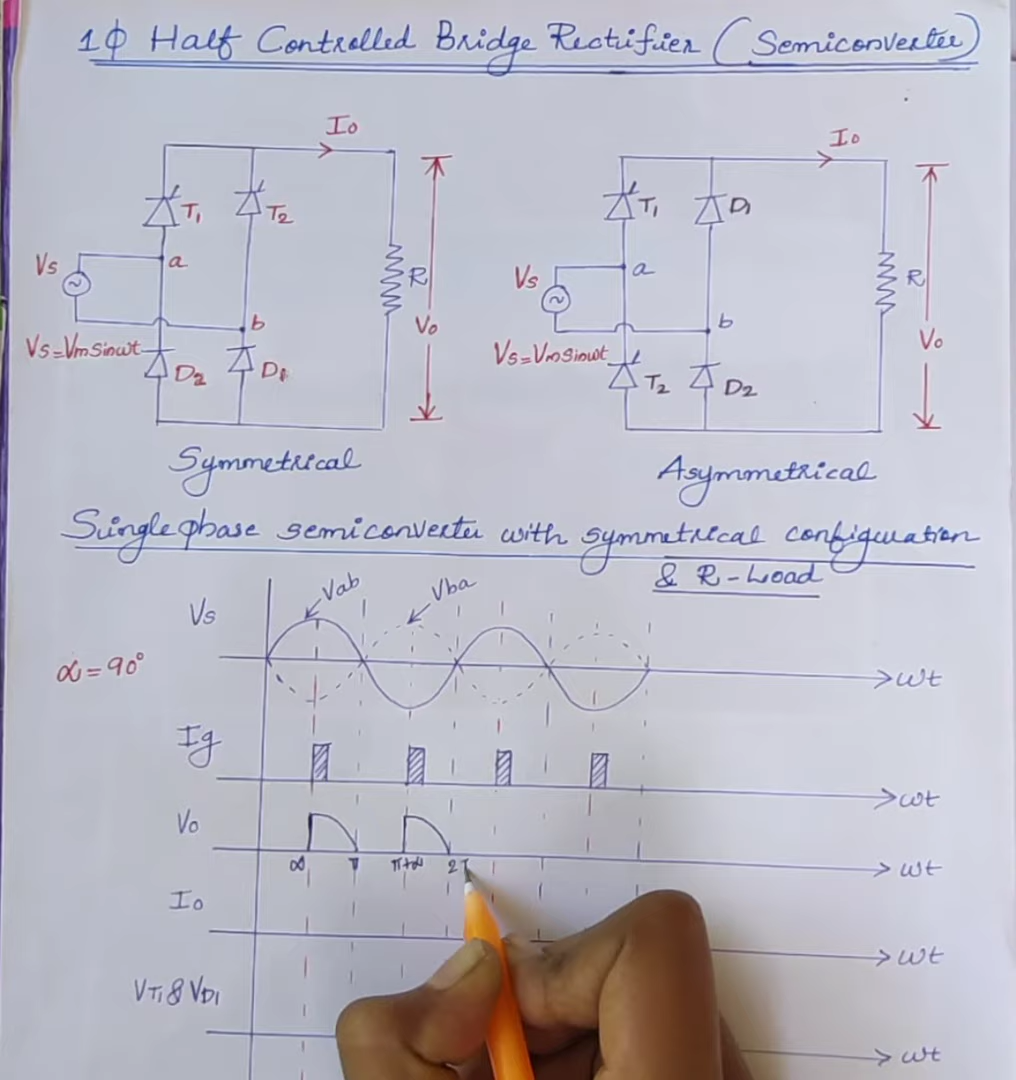 1ϕ Half Controlled Bridge Rectifier (Semiconverter)
Io
T1
T2
Vs
a
R
b
Vo
Vs=Vmsinωt
D2
D1
Symmetrical
Io
T1
D1
Vs
a
R
b
Vo
Vs=Vmsinωt
T2
D2
Asymmetrical
Single phase semiconverter with symmetrical configuration
& R-Load
Vs
Vab
Vba
α=90°
ωt
Ig
ωt
Vo
α π π+α 2π
ωt
Io
ωt
VT1 & VD1
ωt